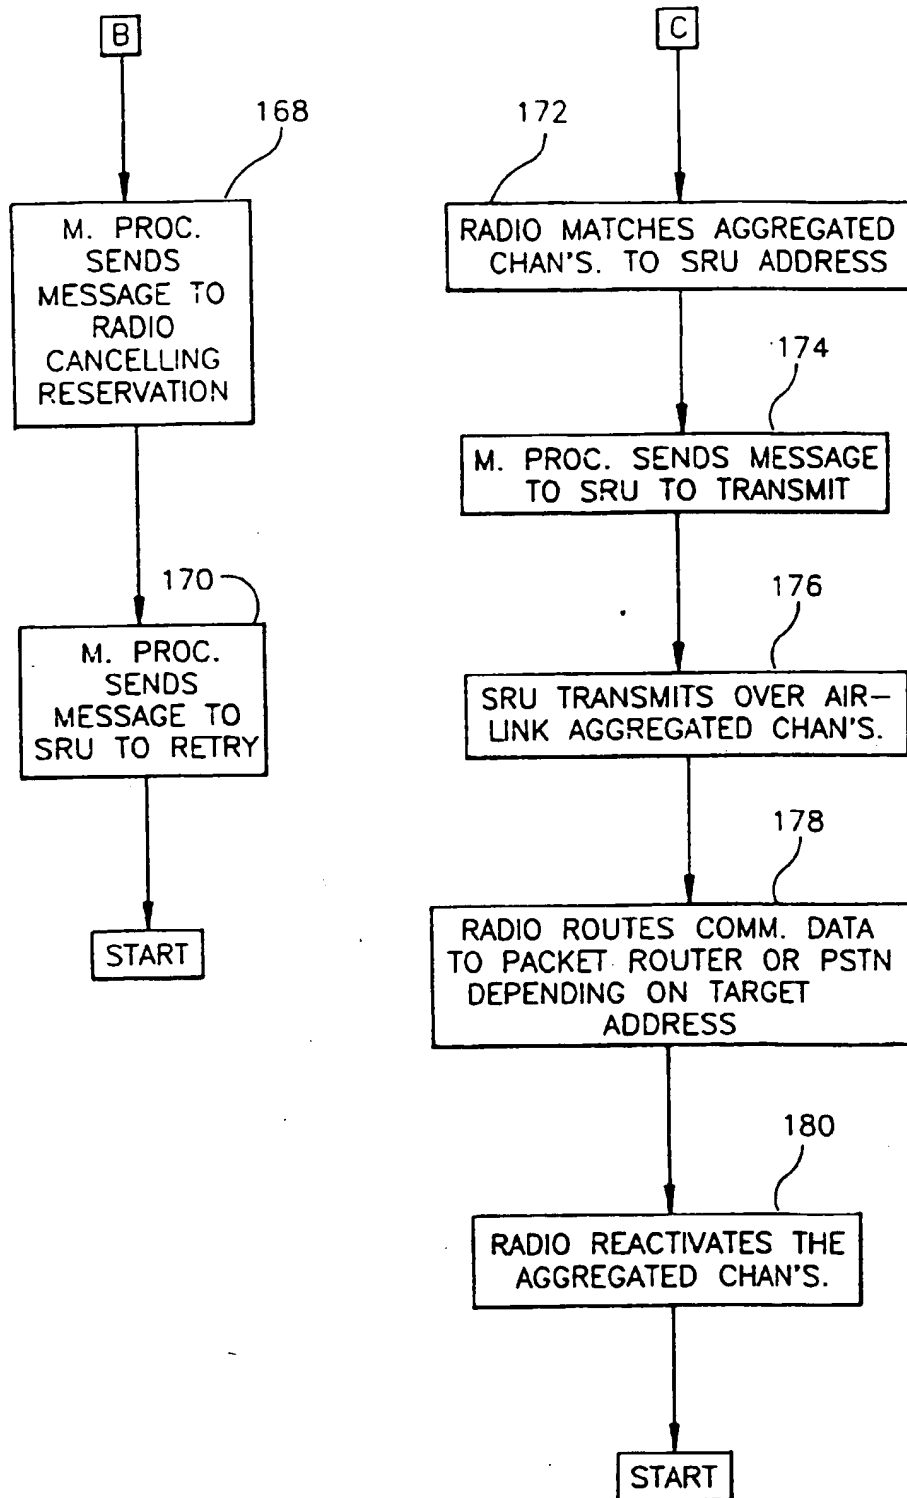 B
168
M. PROC.
SENDS
MESSAGE TO
RADIO
CANCELLING
RESERVATION
170
M. PROC.
SENDS
MESSAGE TO
SRU TO RETRY
START
C
172
RADIO MATCHES AGGREGATED
CHAN'S. TO SRU ADDRESS
174
M. PROC. SENDS MESSAGE
TO SRU TO TRANSMIT
176
SRU TRANSMITS OVER AIR–
LINK AGGREGATED CHAN'S.
178
RADIO ROUTES COMM. DATA
TO PACKET ROUTER OR PSTN
DEPENDING ON TARGET
ADDRESS
180
RADIO REACTIVATES THE
AGGREGATED CHAN'S.
START